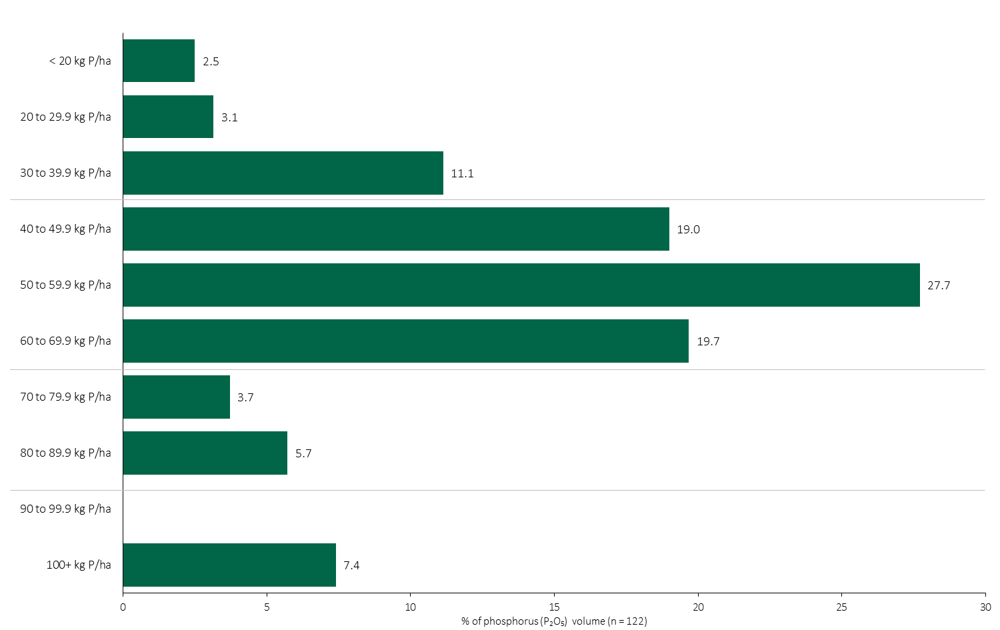 < 20 kg P/ha 2.5
20 to 29.9 kg P/ha 3.1
30 to 39.9 kg P/ha 11.1
40 to 49.9 kg P/ha 19.0
50 to 59.9 kg P/ha 27.7
60 to 69.9 kg P/ha 19.7
70 to 79.9 kg P/ha 3.7
80 to 89.9 kg P/ha 5.7
90 to 99.9 kg P/ha
100+ kg P/ha 7.4
0 5 10 15 20 25 30
% of phosphorus (P₂O₅) volume (n = 122)